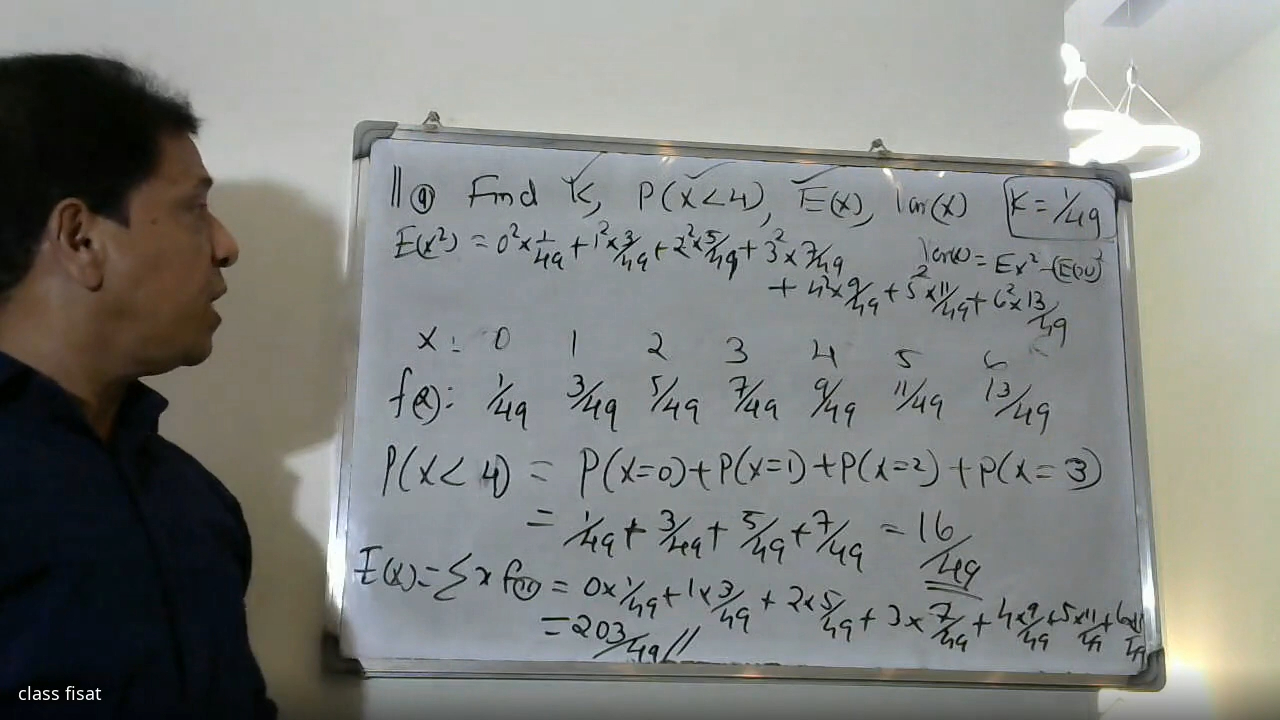 11 (a) Find K, P(X<4), E(X), Var(X) K = 1/49
E(X²) = 0²×1/49 + 1²×3/49 + 2²×5/49 + 3²×7/49
Var(X) = EX² - (E(X))²
+ 4²×9/49 + 5²×11/49 + 6²×13/49
x: 0 1 2 3 4 5 6
f(x): 1/49 3/49 5/49 7/49 9/49 11/49 13/49
P(X<4) = P(X=0)+P(X=1)+P(X=2)+P(X=3)
= 1/49 + 3/49 + 5/49 + 7/49 = 16/49
E(X) = Σ x f(x) = 0×1/49 + 1×3/49 + 2×5/49 + 3×7/49 + 4×9/49 + 5×11/49 +
= 203/49 //
class fisat